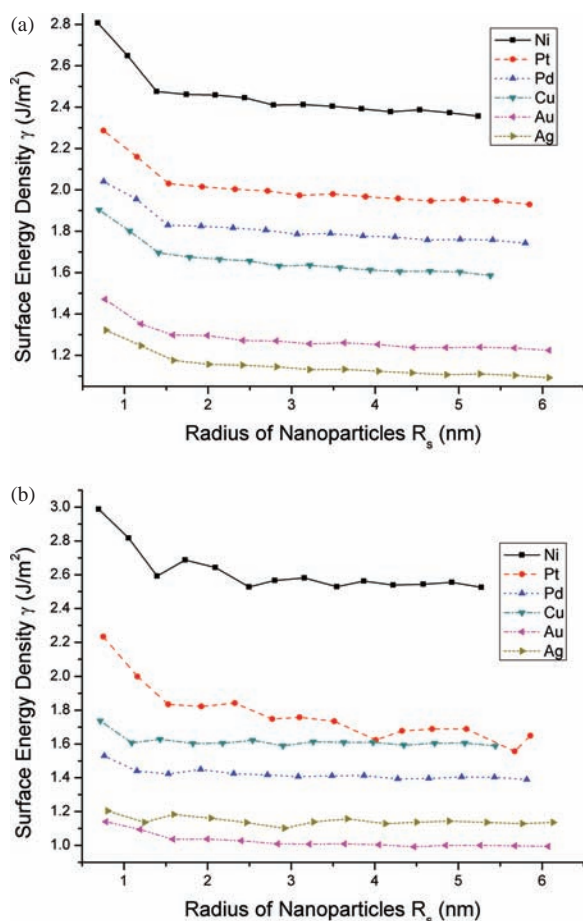 (a)
2.8
2.6
2.4
2.2
2.0
1.8
1.6
1.4
1.2
Surface Energy Density γ (J/m²)
Ni
Pt
Pd
Cu
Au
Ag
1 2 3 4 5 6
Radius of Nanoparticles Rₛ (nm)
(b)
3.0
2.8
2.6
2.4
2.2
2.0
1.8
1.6
1.4
1.2
1.0
Surface Energy Density γ (J/m²)
Ni
Pt
Pd
Cu
Au
Ag
1 2 3 4 5 6
Radius of Nanoparticles Rₛ (nm)